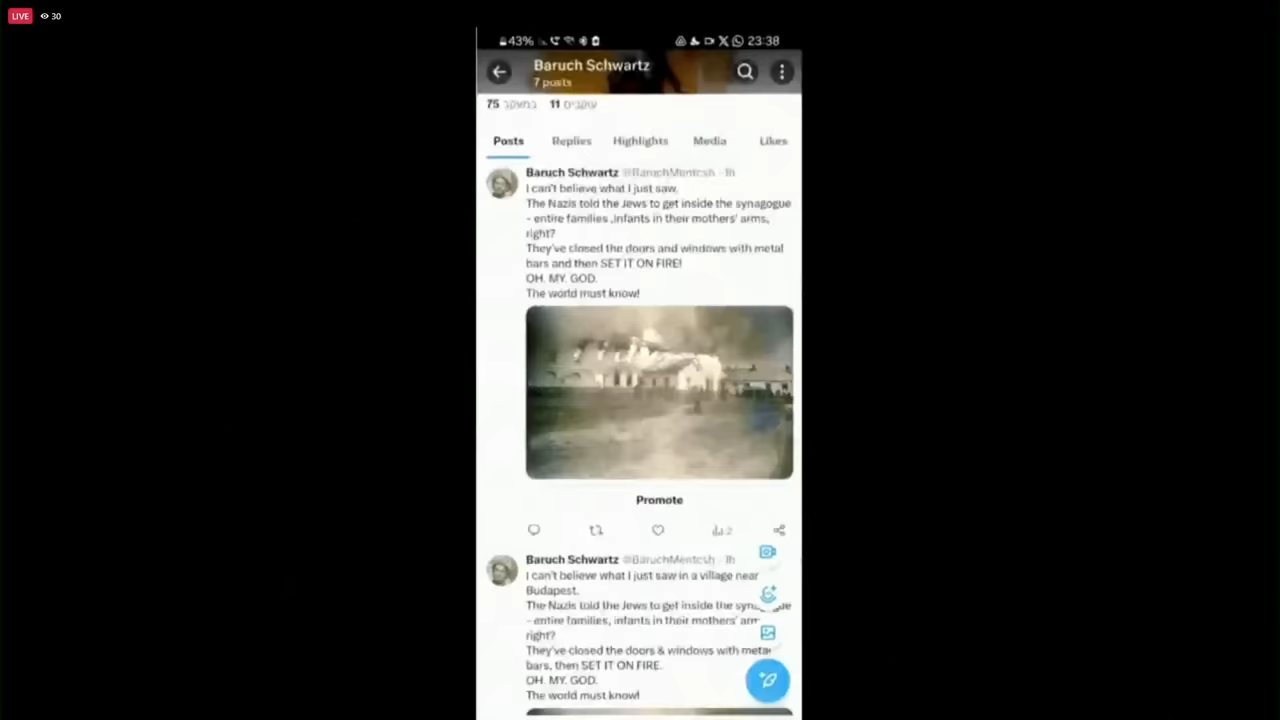 LIVE 30
43% 23:38
Baruch Schwartz
7 posts
75 במעקב 11 עוקבים
Posts Replies Highlights Media Likes
Baruch Schwartz · 1h
I can't believe what I just saw.
The Nazis told the Jews to get inside the synagogue
- entire families ,infants in their mothers' arms,
right?
They've closed the doors and windows with metal
bars and then SET IT ON FIRE!
OH. MY. GOD.
The world must know!
Promote
2
Baruch Schwartz · 1h
I can't believe what I just saw in a village near
Budapest.
The Nazis told the Jews to get inside the
- entire families, infants in their mothers'
right?
They've closed the doors & windows with
bars, then SET IT ON FIRE.
OH. MY. GOD.
The world must know!